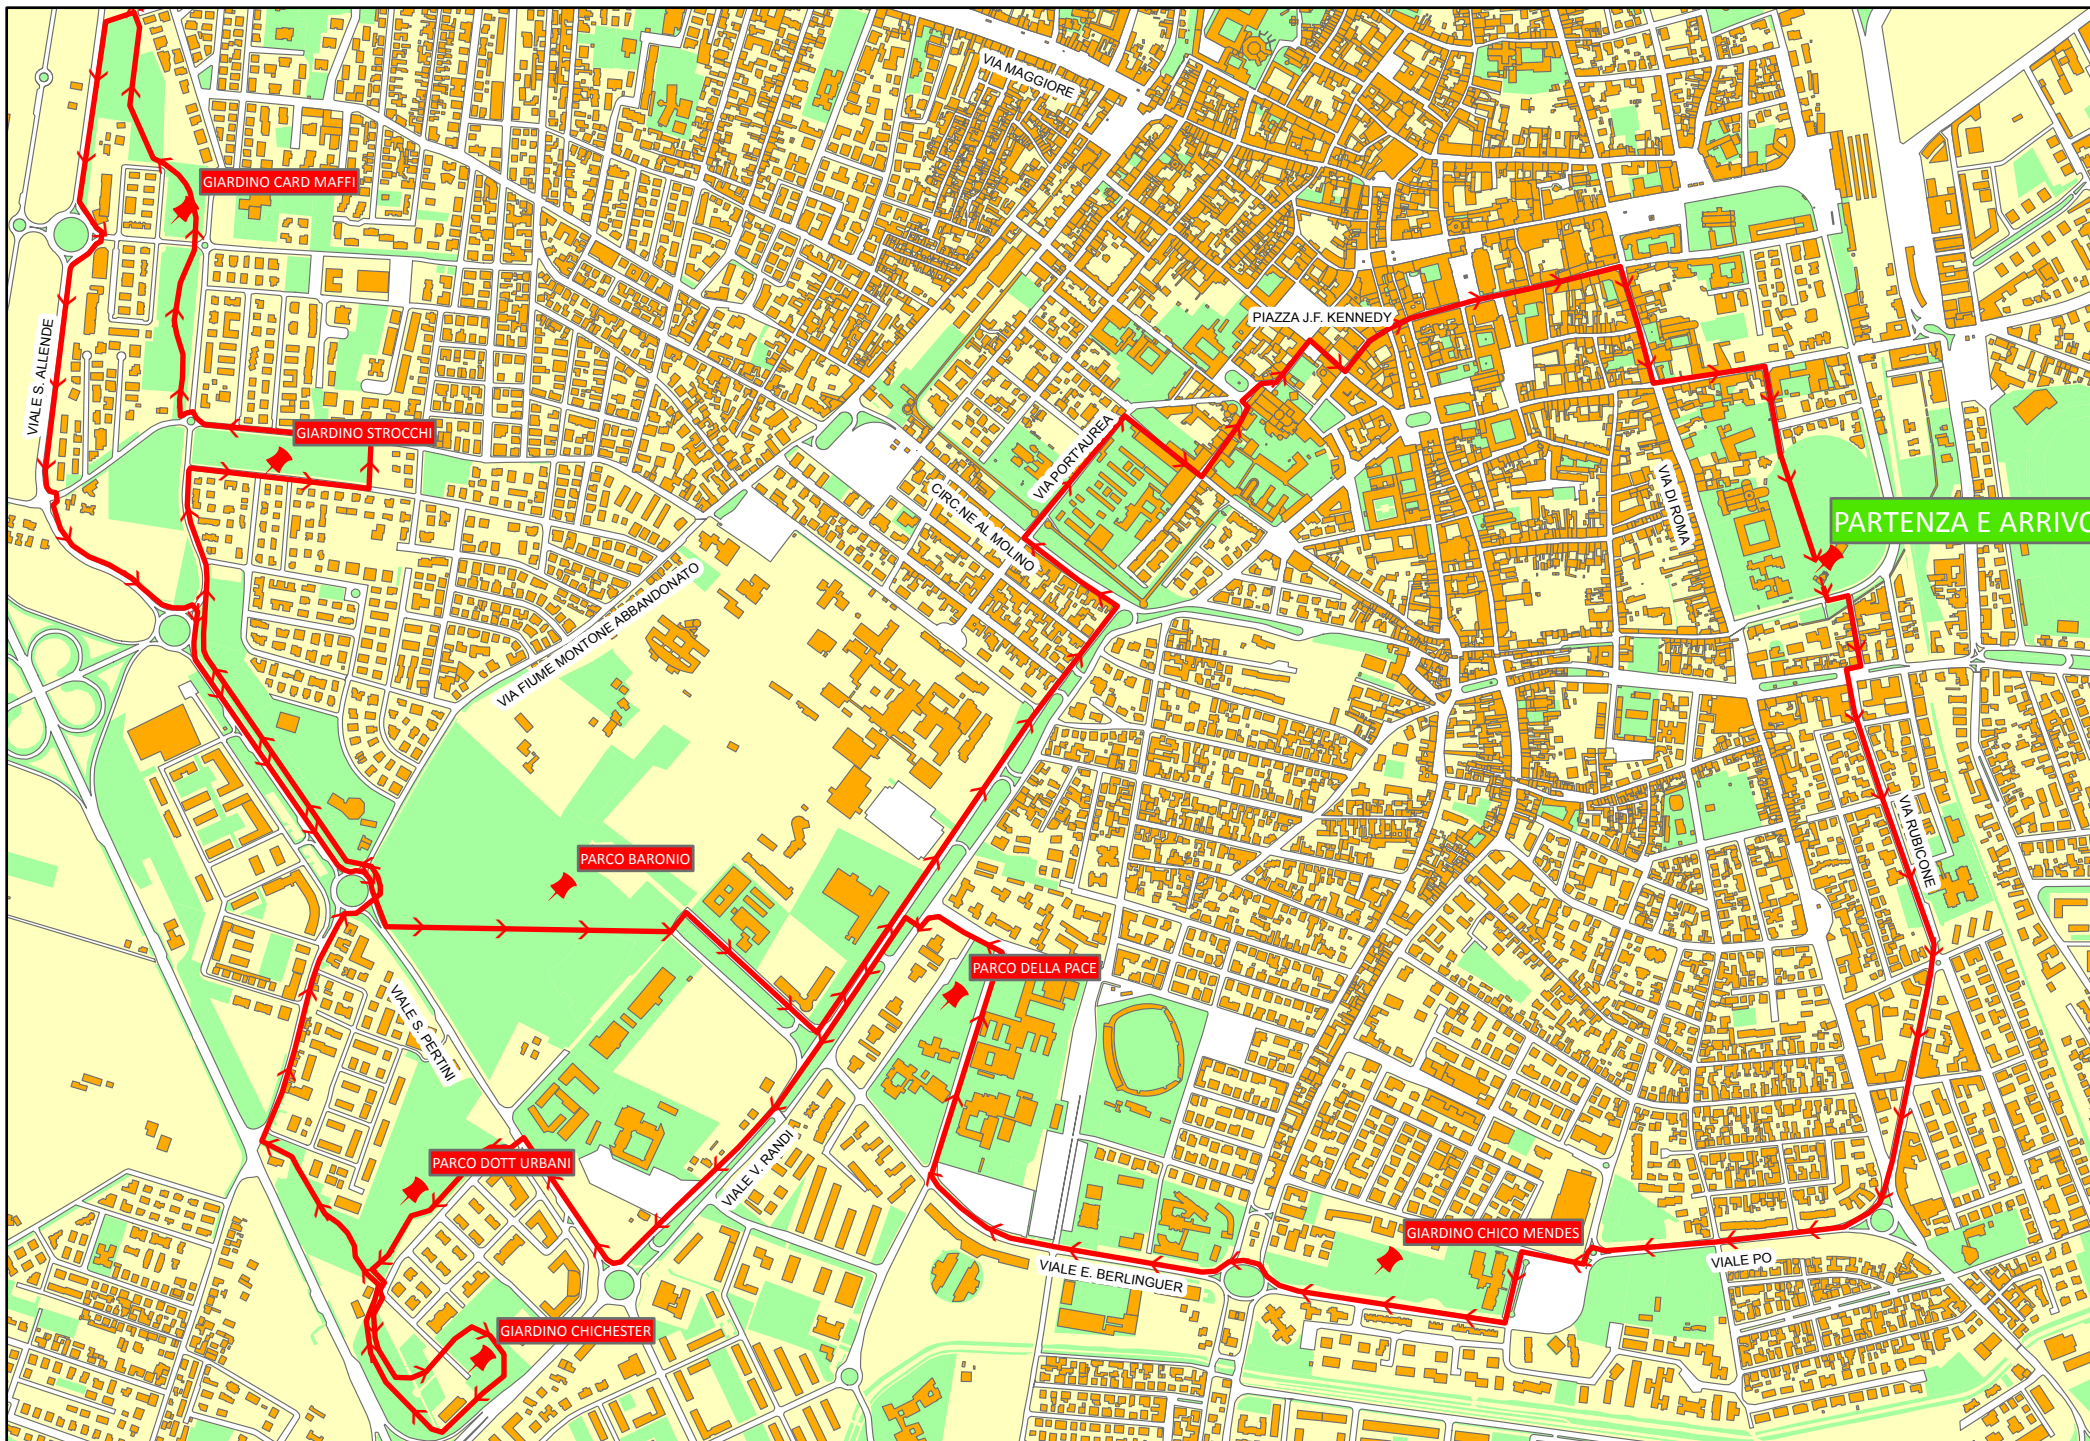 VIA MAGGIORE
GIARDINO CARD MAFFI
PIAZZA J.F. KENNEDY
VIALE S. ALLENDE
GIARDINO STROCCHI
VIA PORT'AUREA
CIRC.NE AL MOLINO
VIA DI ROMA
PARTENZA E ARRIVO
VIA FIUME MONTONE ABBANDONATO
VIA RUBICONE
PARCO BARONIO
PARCO DELLA PACE
VIALE S. PERTINI
PARCO DOTT URBANI
VIALE V. RANDI
GIARDINO CHICO MENDES
VIALE PO
VIALE E. BERLINGUER
GIARDINO CHICHESTER